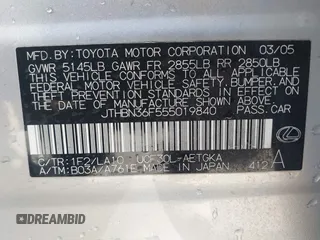 MFD. BY: TOYOTA MOTOR CORPORATION 03/05
GVWR 5145LB GAWR FR 2855LB RR 2850LB
THIS VEHICLE CONFORMS TO ALL APPLICABLE
FEDERAL MOTOR VEHICLE SAFETY, BUMPER, AND
THEFT PREVENTION STANDARDS IN EFFECT ON
THE DATE OF MANUFACTURE SHOWN ABOVE.
JTHBN36F555019840 PASS. CAR
C/TR: 1F2/LA10 UCF30L-AETGKA A
A/TM: B03A/A761E MADE IN JAPAN 412
DREAMBID